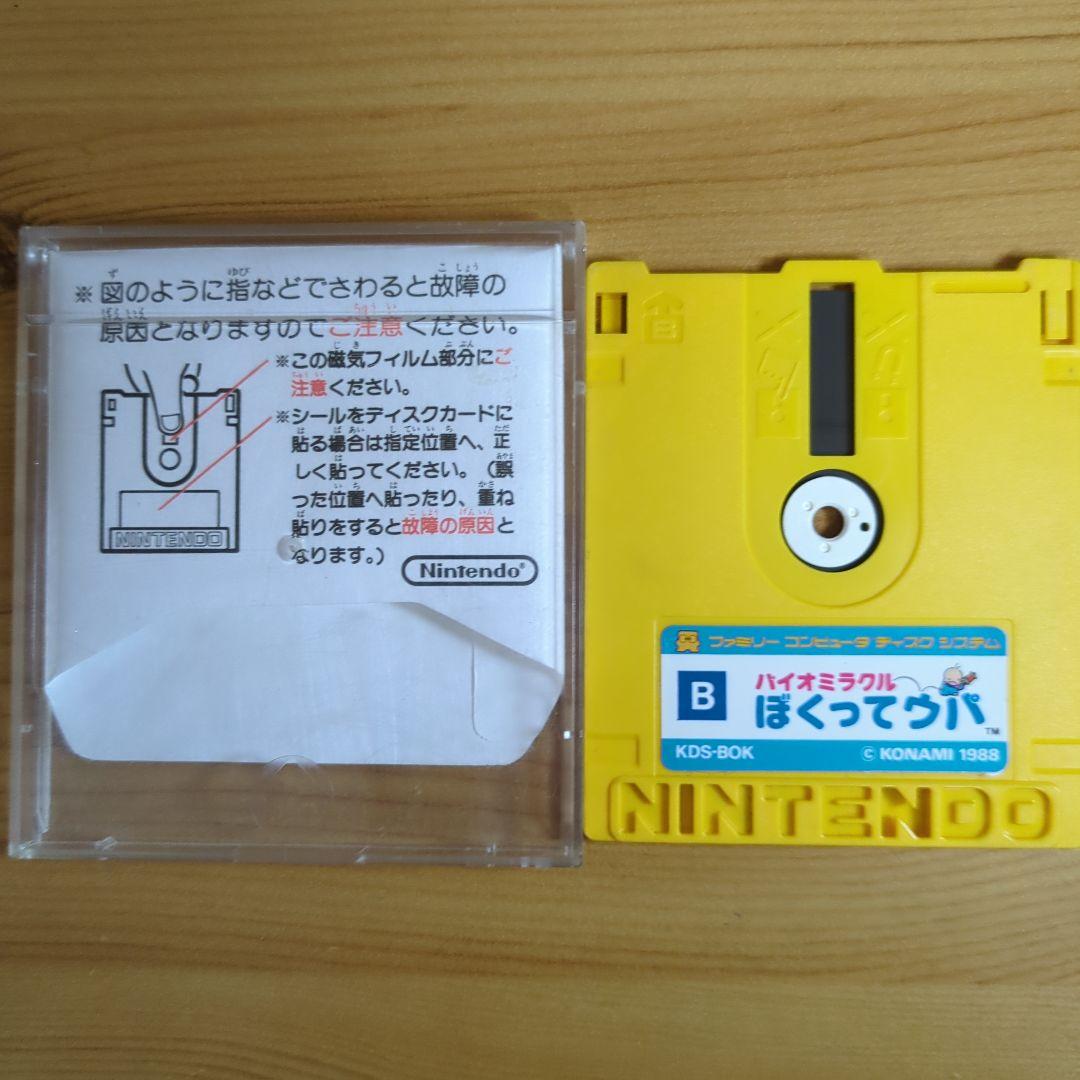 ※図のように指などでさわると故障の
原因となりますのでご注意ください。
※この磁気フィルム部分にご
注意ください。
※シールをディスクカードに
貼る場合は指定位置へ、正
しく貼ってください。(誤
った位置へ貼ったり、重ね
貼りをすると故障の原因と
なります。)
NINTENDO
Nintendo®
ファミリー コンピュータ ディスク システム
B
バイオミラクル
ぼくってウパ
TM
KDS-BOK
© KONAMI 1988
NINTENDO